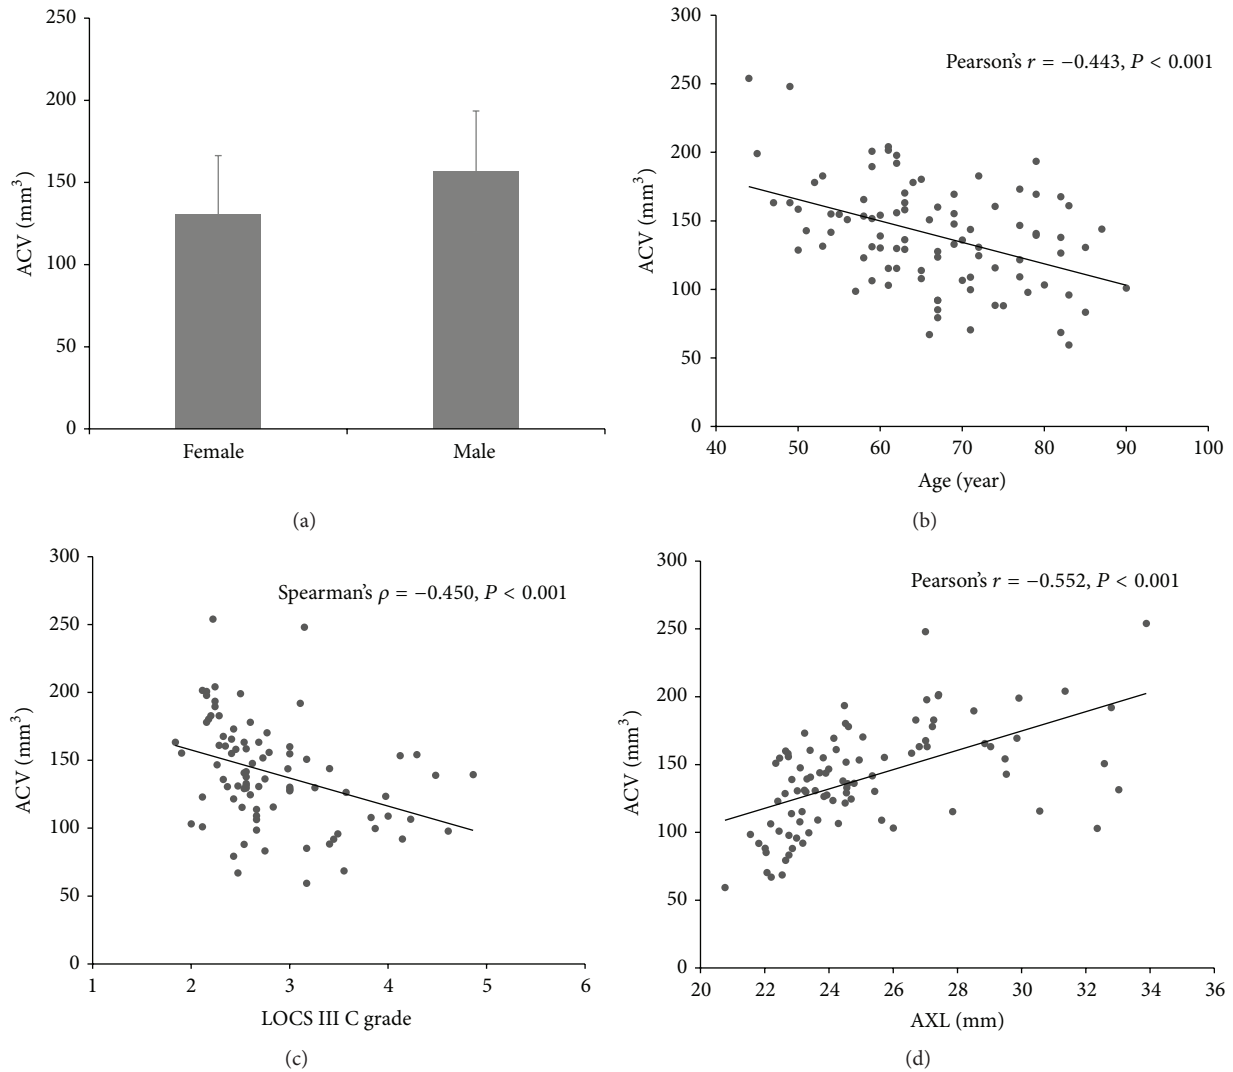 250
200
150
100
50
0
ACV (mm³)
Female
Male
(a)
300
250
200
150
100
50
0
ACV (mm³)
Pearson's r = −0.443, P < 0.001
40 50 60 70 80 90 100
Age (year)
(b)
300
250
200
150
100
50
0
ACV (mm³)
Spearman's ρ = −0.450, P < 0.001
1 2 3 4 5 6
LOCS III C grade
(c)
300
250
200
150
100
50
0
ACV (mm³)
Pearson's r = −0.552, P < 0.001
20 22 24 26 28 30 32 34 36
AXL (mm)
(d)